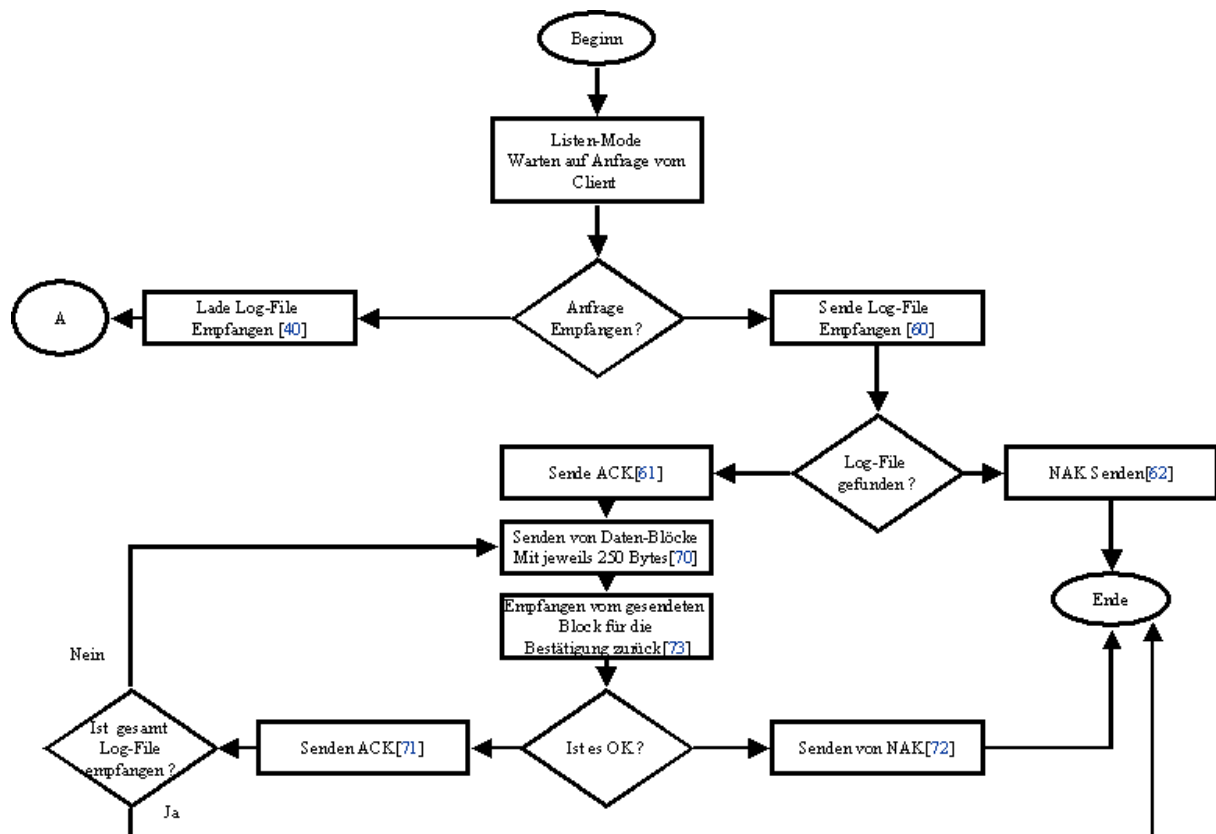 Beginn
Listen-Mode
Warten auf Anfrage vom
Client
A
Lade Log-File
Empfangen [40]
Anfrage
Empfangen ?
Sende Log-File
Empfangen [60]
Sende ACK[61]
Log-File
gefunden ?
NAK Senden[62]
Senden von Daten-Blöcke
Mit jeweils 250 Bytes[70]
Empfangen vom gesendeten
Block für die
Bestätigung zurück[73]
Ende
Nein
Ist gesamt
Log-File
empfangen ?
Senden ACK[71]
Ist es OK ?
Senden von NAK[72]
Ja